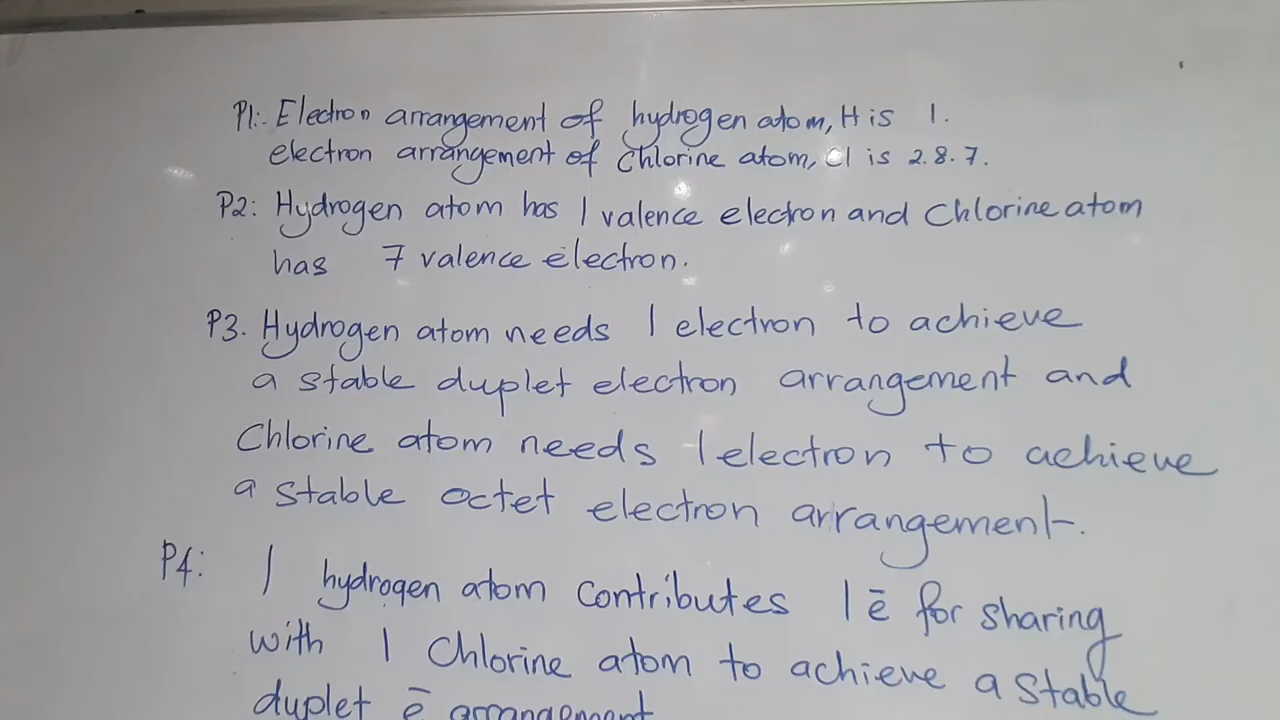 P1:. Electron arrangement of hydrogen atom, H is 1.
electron arrangement of Chlorine atom, Cl is 2.8.7.
P2: Hydrogen atom has 1 valence electron and Chlorine atom
has 7 valence electron.
P3. Hydrogen atom needs 1 electron to achieve
a stable duplet electron arrangement and
Chlorine atom needs 1 electron to achieve
a stable octet electron arrangement.
P4: 1 hydrogen atom contributes 1 ē for sharing
with 1 Chlorine atom to achieve a stable
duplet ē arrangement